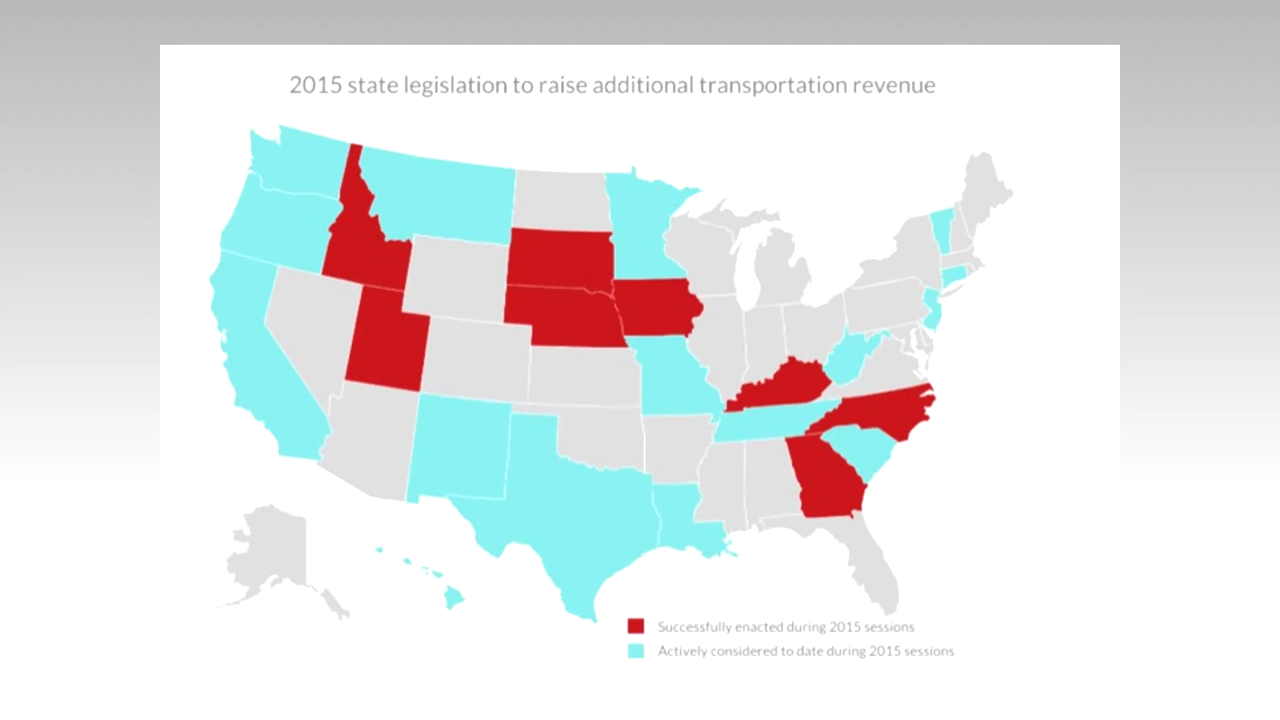 2015 state legislation to raise additional transportation revenue
Successfully enacted during 2015 sessions
Actively considered to date during 2015 sessions